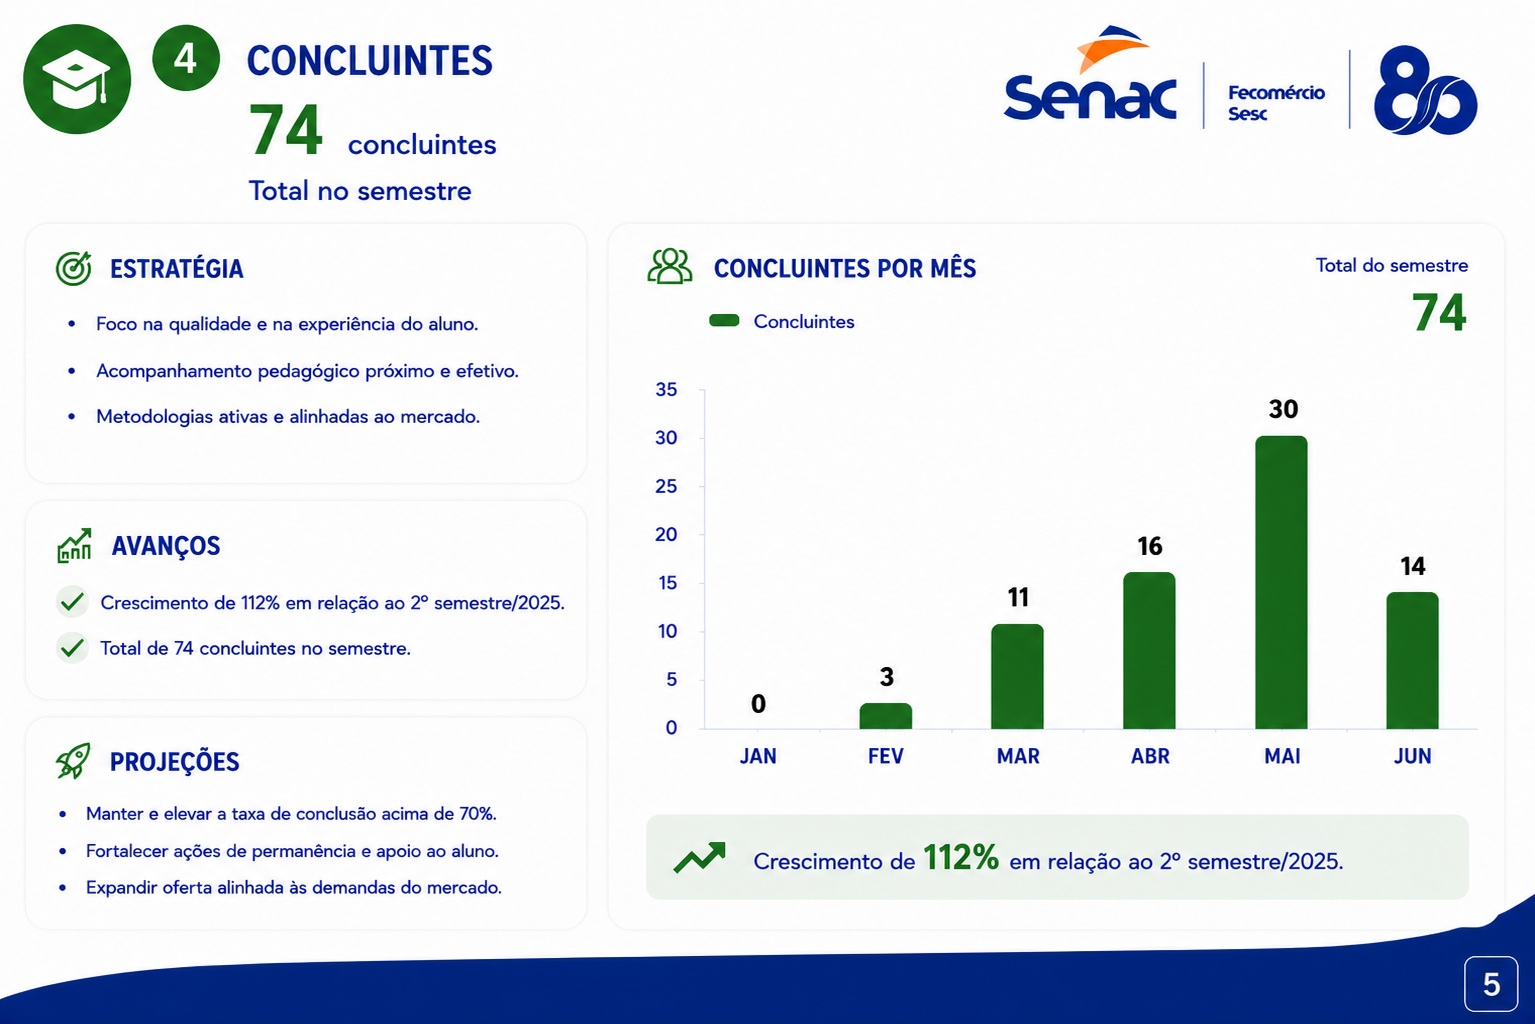 4
CONCLUINTES
74 concluintes
Total no semestre
Senac
Fecomércio
Sesc
80
ESTRATÉGIA
• Foco na qualidade e na experiência do aluno.
• Acompanhamento pedagógico próximo e efetivo.
• Metodologias ativas e alinhadas ao mercado.
AVANÇOS
Crescimento de 112% em relação ao 2º semestre/2025.
Total de 74 concluintes no semestre.
PROJEÇÕES
• Manter e elevar a taxa de conclusão acima de 70%.
• Fortalecer ações de permanência e apoio ao aluno.
• Expandir oferta alinhada às demandas do mercado.
CONCLUINTES POR MÊS
Total do semestre
74
Concluintes
35
30
25
20
15
10
5
0
0
3
11
16
30
14
JAN FEV MAR ABR MAI JUN
Crescimento de 112% em relação ao 2º semestre/2025.
5